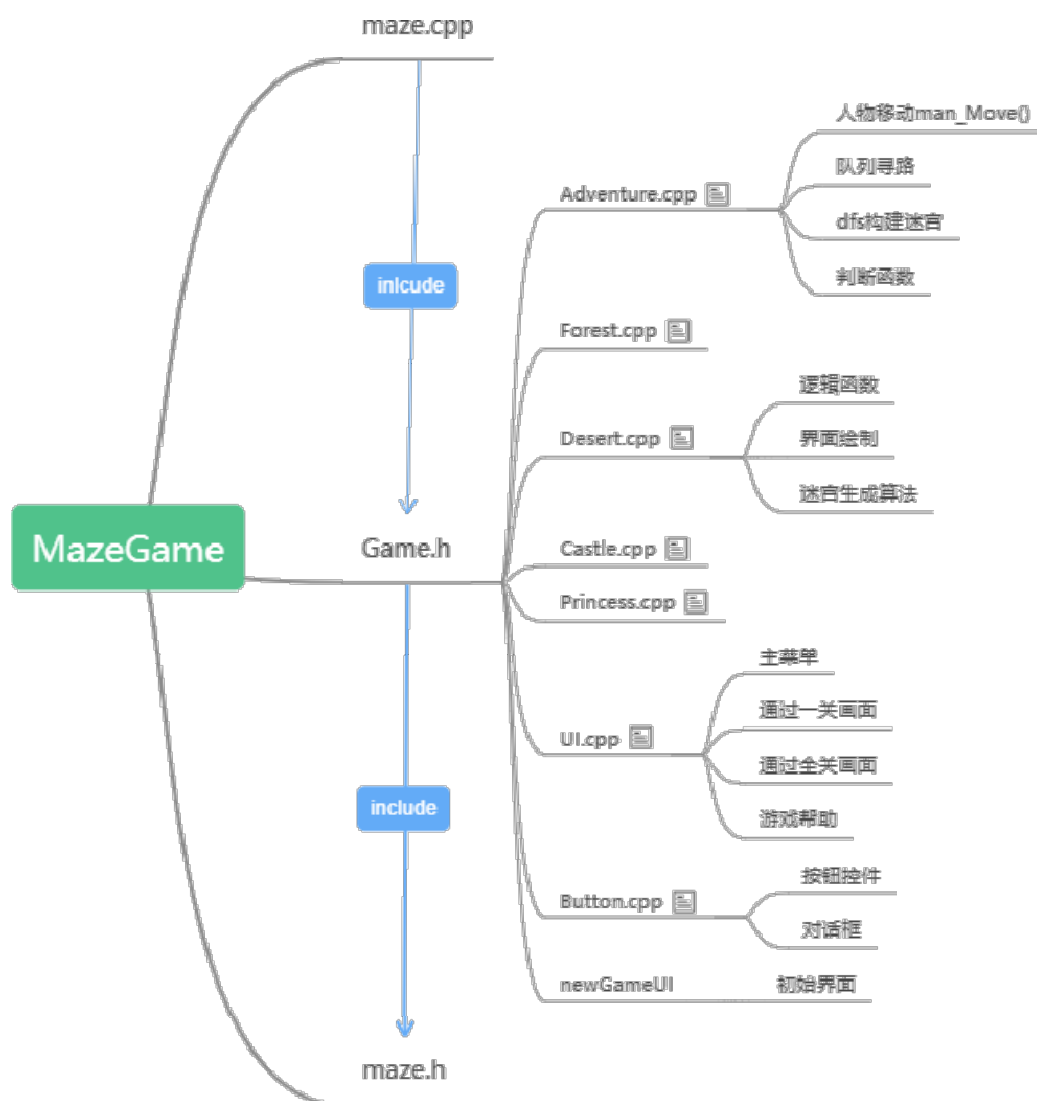 maze.cpp
人物移动man_Move()
队列寻路
Adventure.cpp
dfs构建迷宫
判断函数
inlcude
Forest.cpp
逻辑函数
Desert.cpp
界面绘制
迷宫生成算法
MazeGame
Game.h
Castle.cpp
Princess.cpp
主菜单
通过一关画面
UI.cpp
通过全关画面
include
游戏帮助
按钮控件
Button.cpp
对话框
newGameUI
初始界面
maze.h